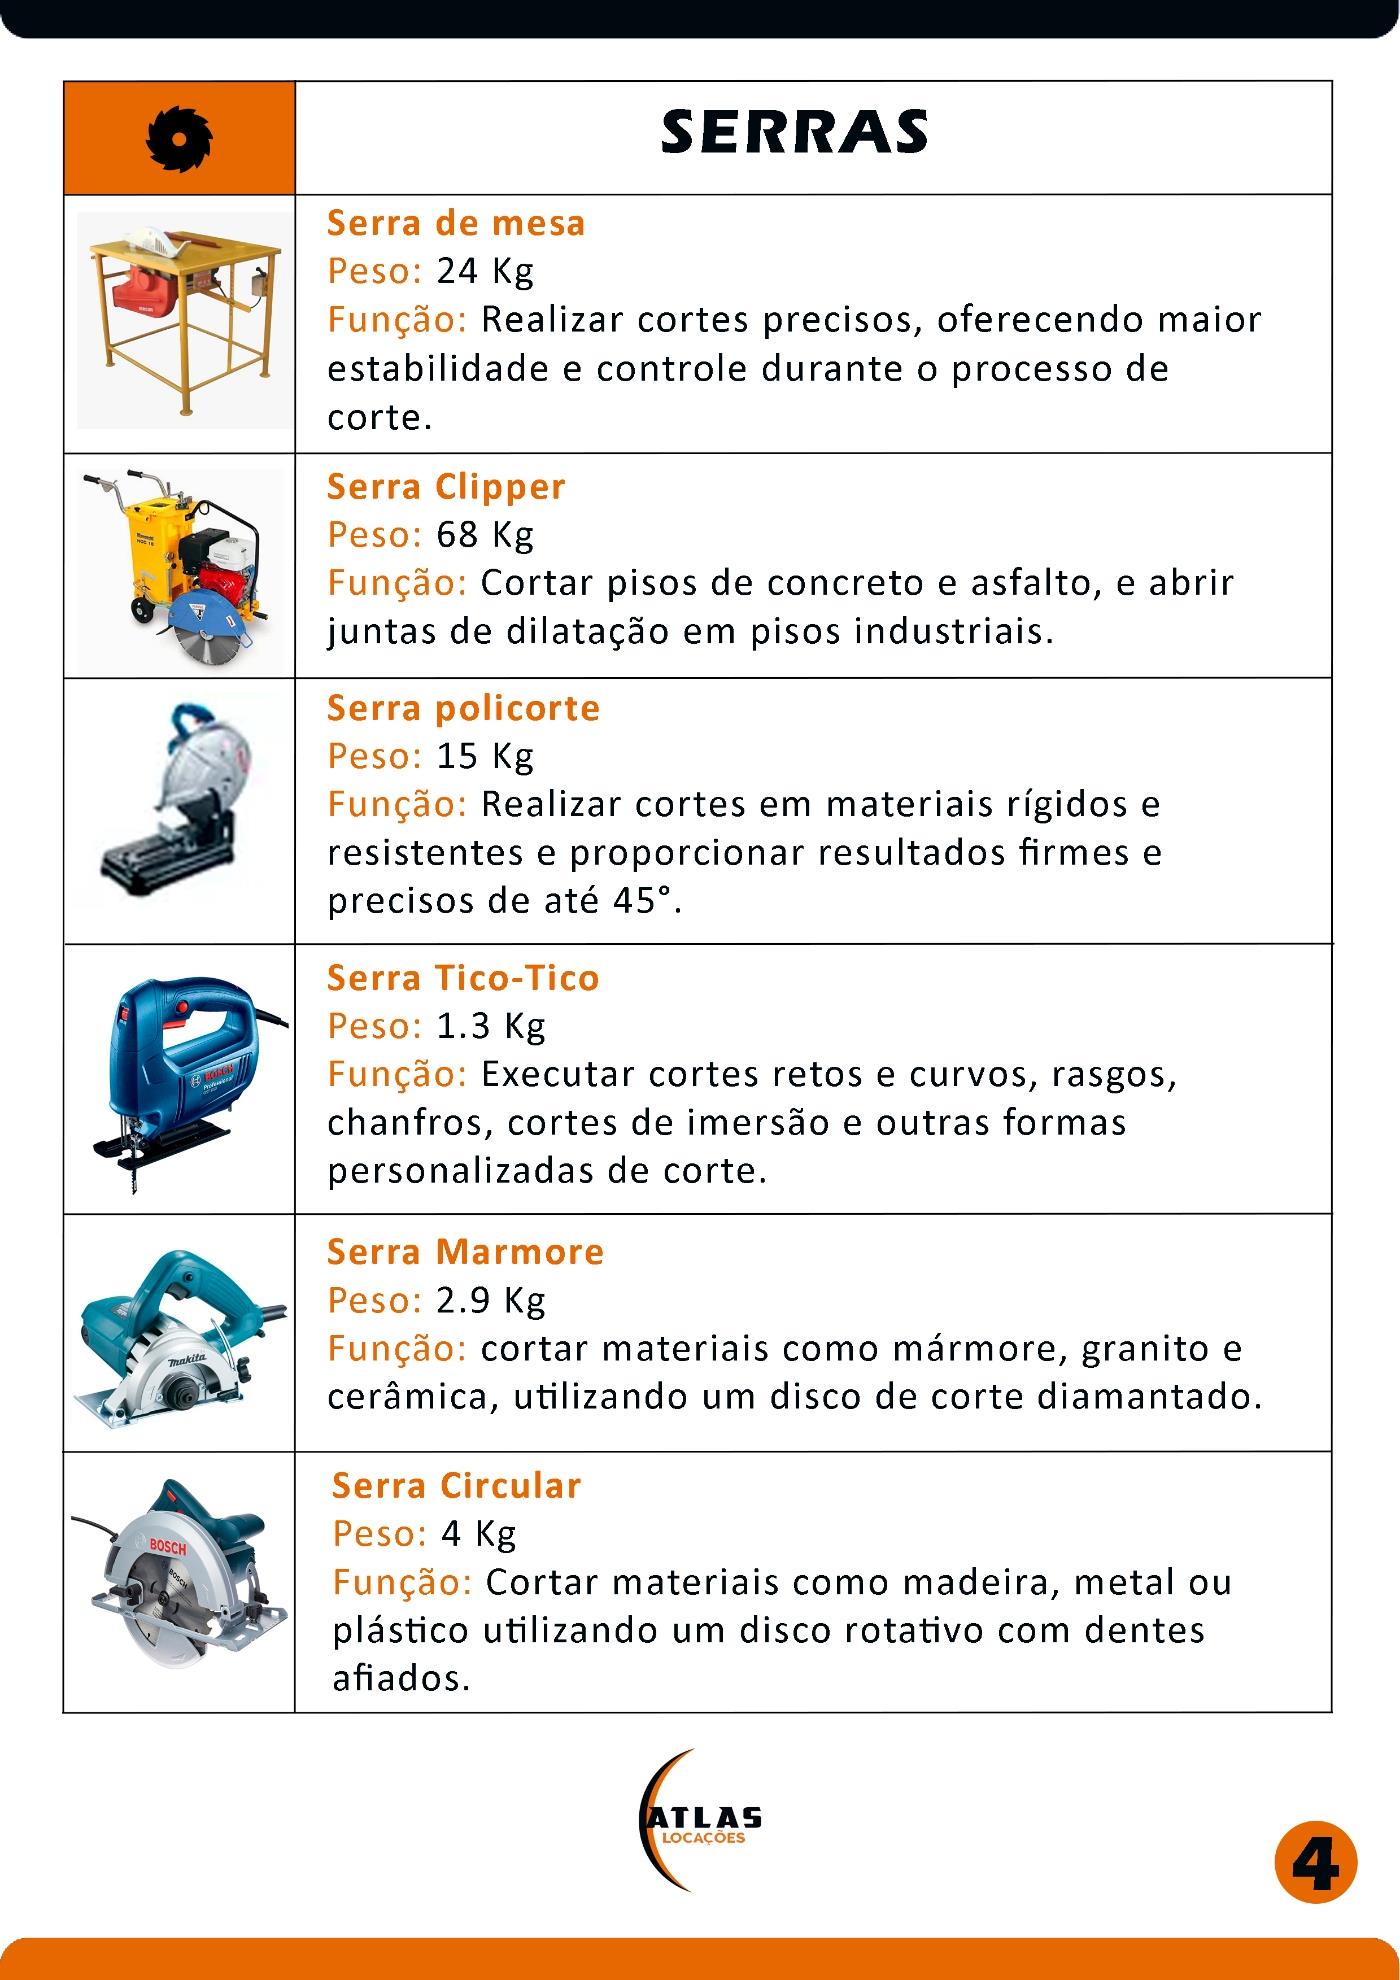 SERRAS
Serra de mesa
Peso: 24 Kg
Função: Realizar cortes precisos, oferecendo maior
estabilidade e controle durante o processo de
corte.
Serra Clipper
Peso: 68 Kg
Função: Cortar pisos de concreto e asfalto, e abrir
juntas de dilatação em pisos industriais.
Serra policorte
Peso: 15 Kg
Função: Realizar cortes em materiais rígidos e
resistentes e proporcionar resultados firmes e
precisos de até 45°.
BOSCH
Professional
Serra Tico-Tico
Peso: 1.3 Kg
Função: Executar cortes retos e curvos, rasgos,
chanfros, cortes de imersão e outras formas
personalizadas de corte.
makita
Serra Marmore
Peso: 2.9 Kg
Função: cortar materiais como mármore, granito e
cerâmica, utilizando um disco de corte diamantado.
BOSCH
BOSCH
Serra Circular
Peso: 4 Kg
Função: Cortar materiais como madeira, metal ou
plástico utilizando um disco rotativo com dentes
afiados.
ATLAS
LOCAÇÕES
4